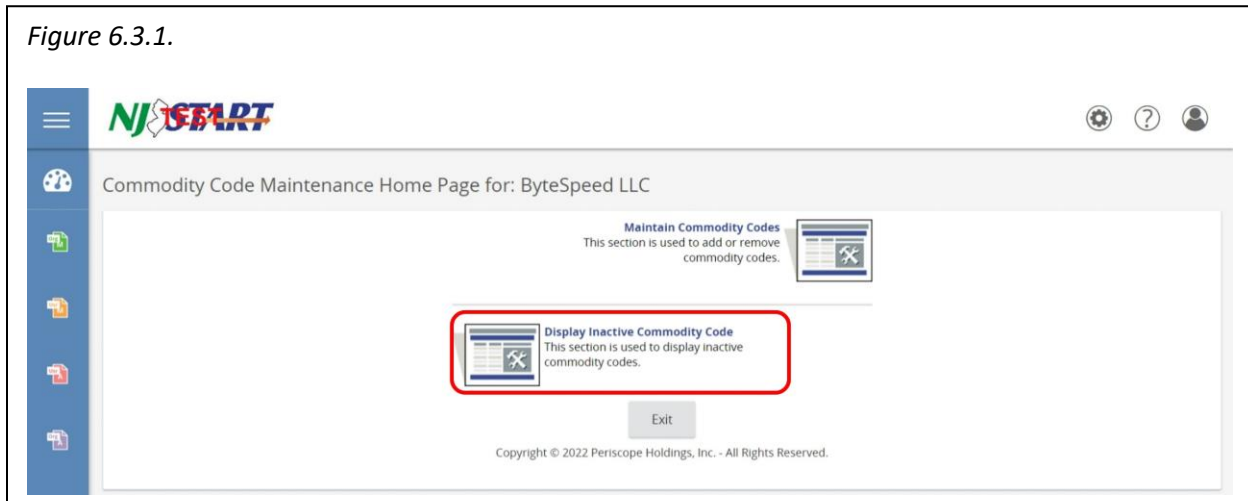 Figure 6.3.1.
NJSTART
TEST
Commodity Code Maintenance Home Page for: ByteSpeed LLC
Maintain Commodity Codes
This section is used to add or remove
commodity codes.
Display Inactive Commodity Code
This section is used to display inactive
commodity codes.
Exit
Copyright © 2022 Periscope Holdings, Inc. - All Rights Reserved.